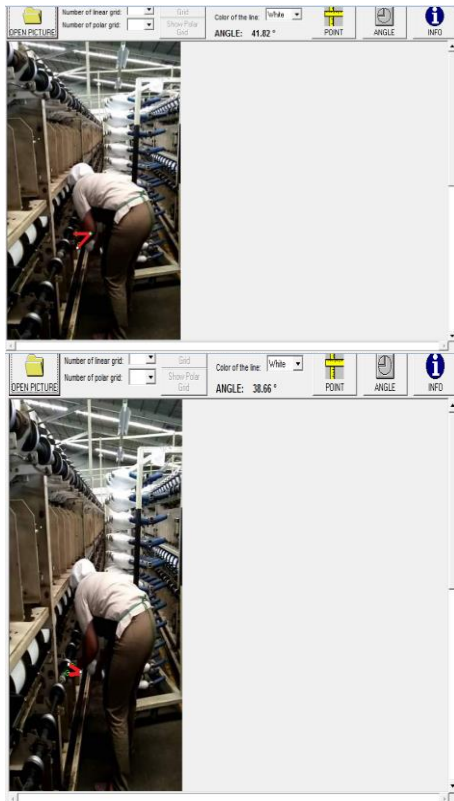 OPEN PICTURE
Number of linear grid:
Number of polar grid:
Grid
Show Polar
Grid
Color of the line: White
ANGLE: 41.82 °
POINT
ANGLE
INFO
OPEN PICTURE
Number of linear grid:
Number of polar grid:
Grid
Show Polar
Grid
Color of the line: White
ANGLE: 38.66 °
POINT
ANGLE
INFO